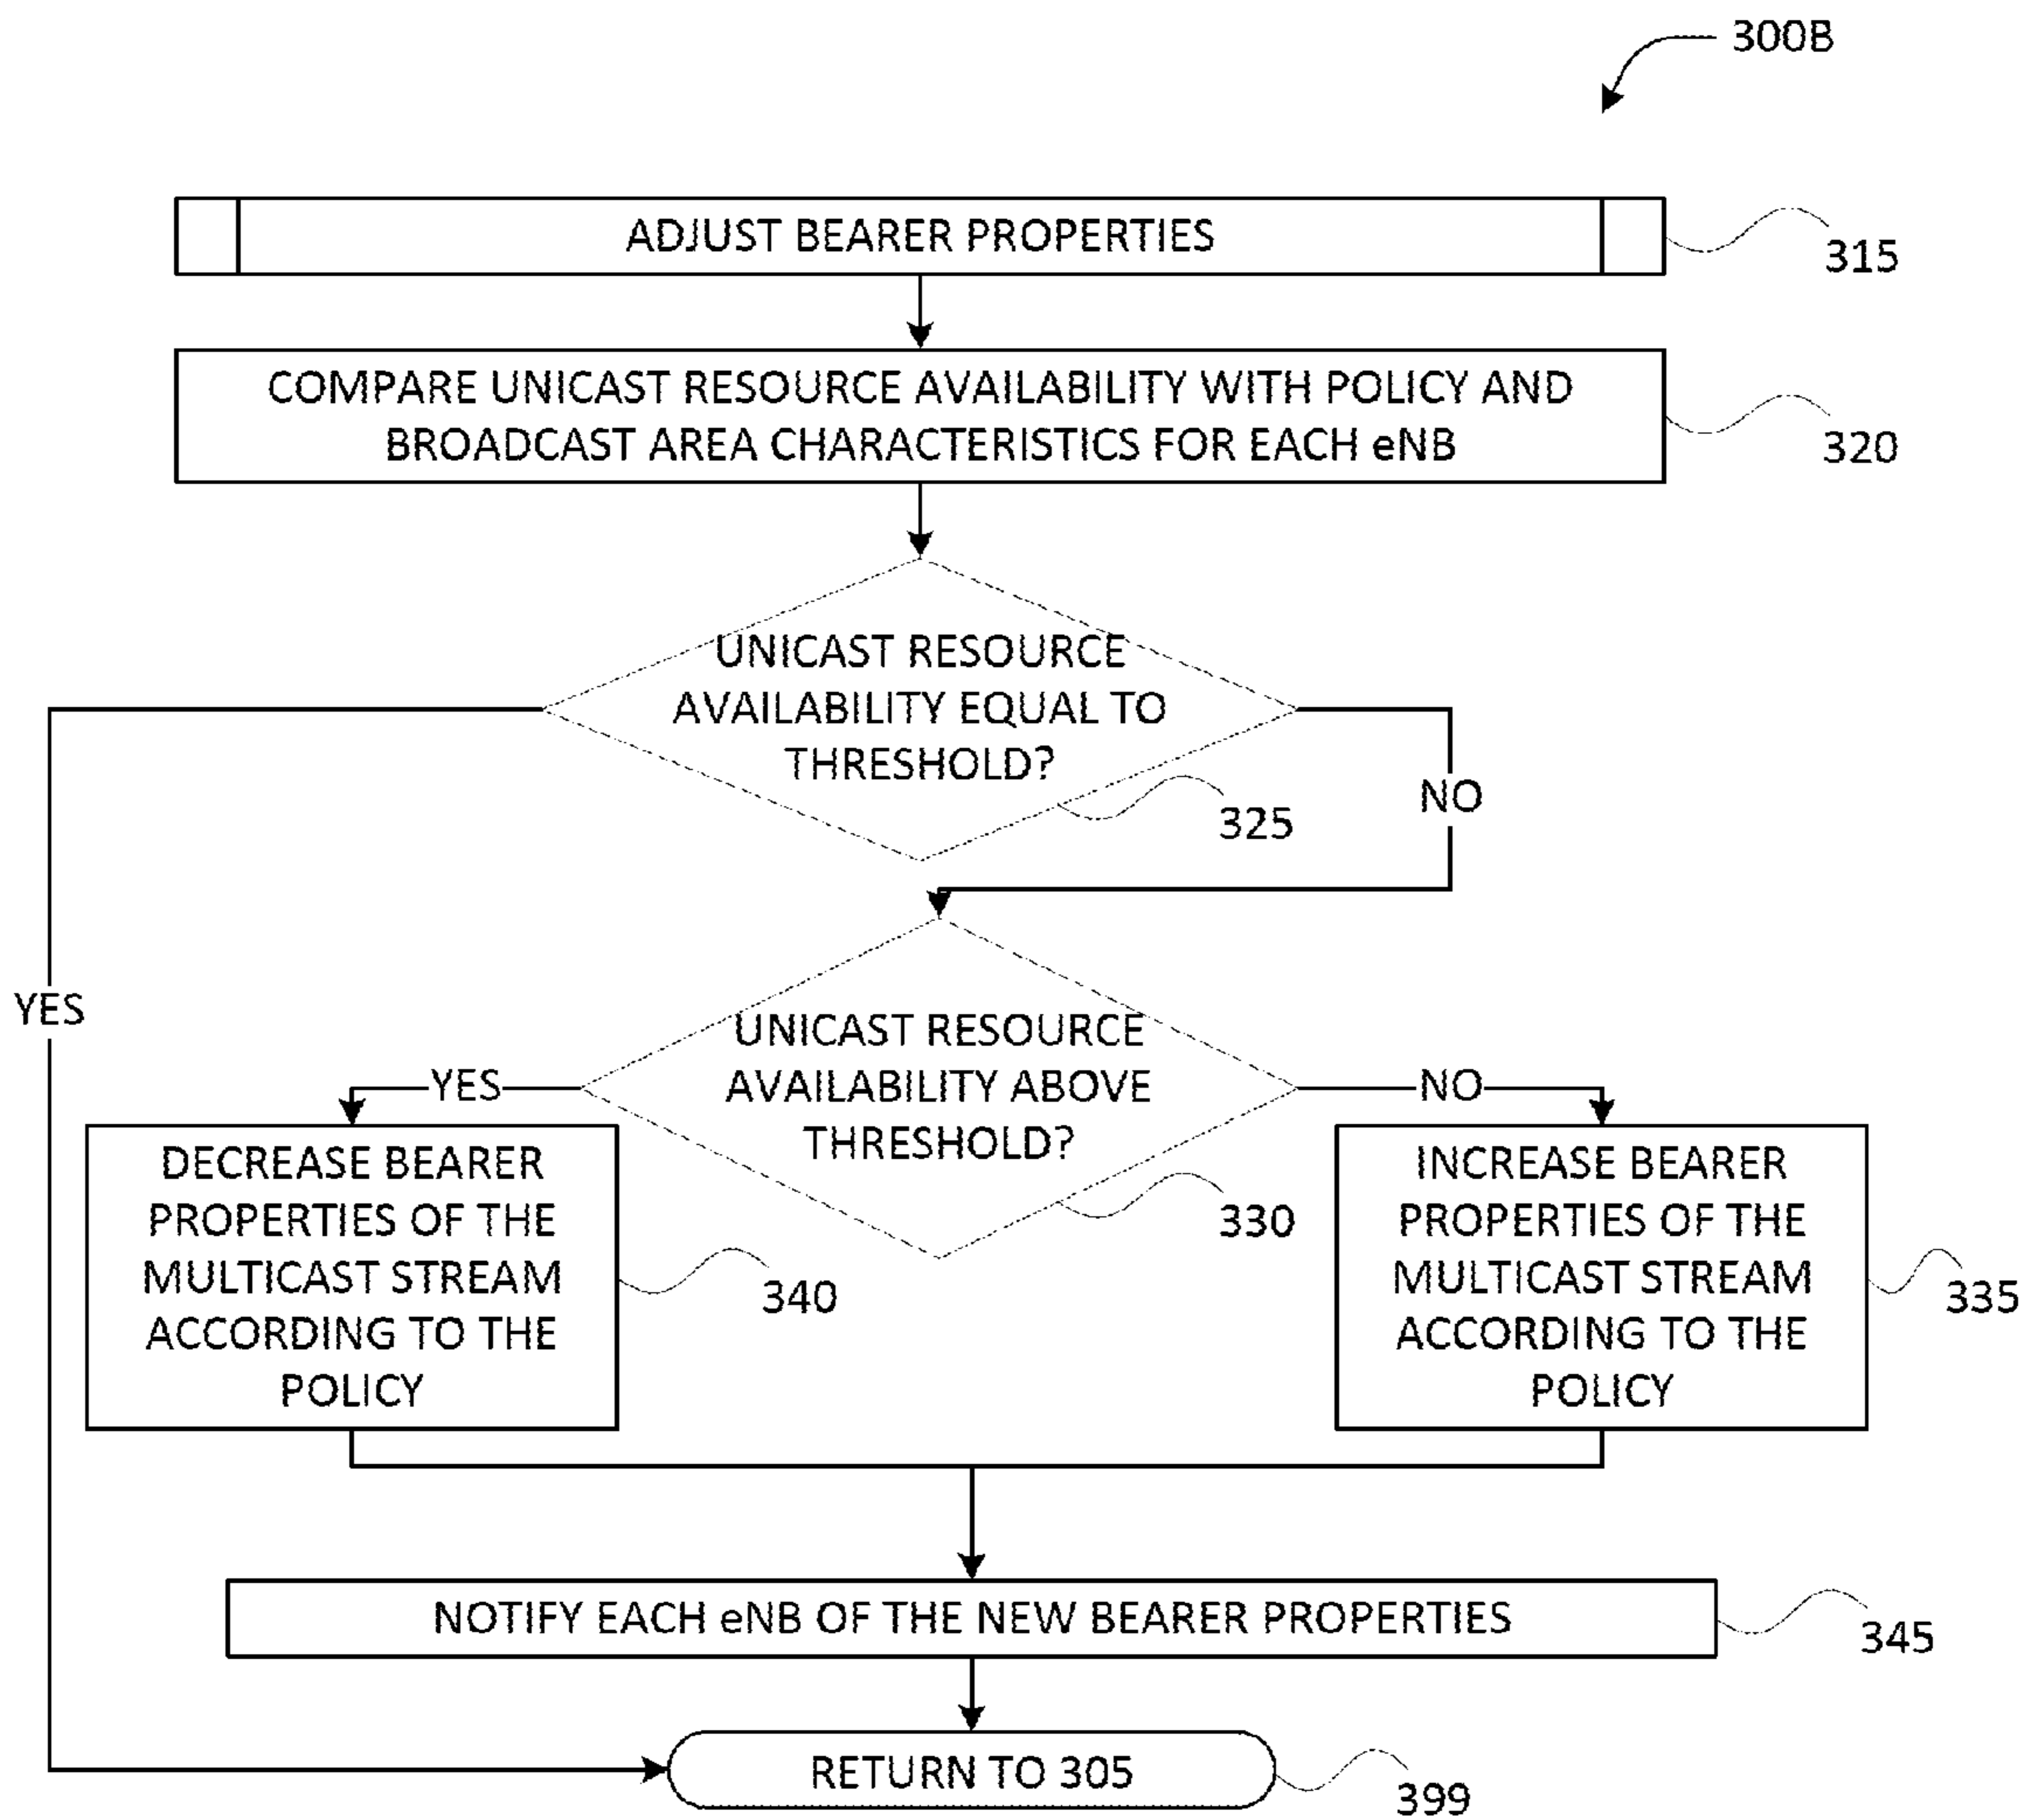 300B
ADJUST BEARER PROPERTIES
315
COMPARE UNICAST RESOURCE AVAILABILITY WITH POLICY AND
BROADCAST AREA CHARACTERISTICS FOR EACH eNB
320
UNICAST RESOURCE
AVAILABILITY EQUAL TO
THRESHOLD?
325
NO
YES
UNICAST RESOURCE
AVAILABILITY ABOVE
THRESHOLD?
330
YES
NO
DECREASE BEARER
PROPERTIES OF THE
MULTICAST STREAM
ACCORDING TO THE
POLICY
340
INCREASE BEARER
PROPERTIES OF THE
MULTICAST STREAM
ACCORDING TO THE
POLICY
335
NOTIFY EACH eNB OF THE NEW BEARER PROPERTIES
345
RETURN TO 305
399